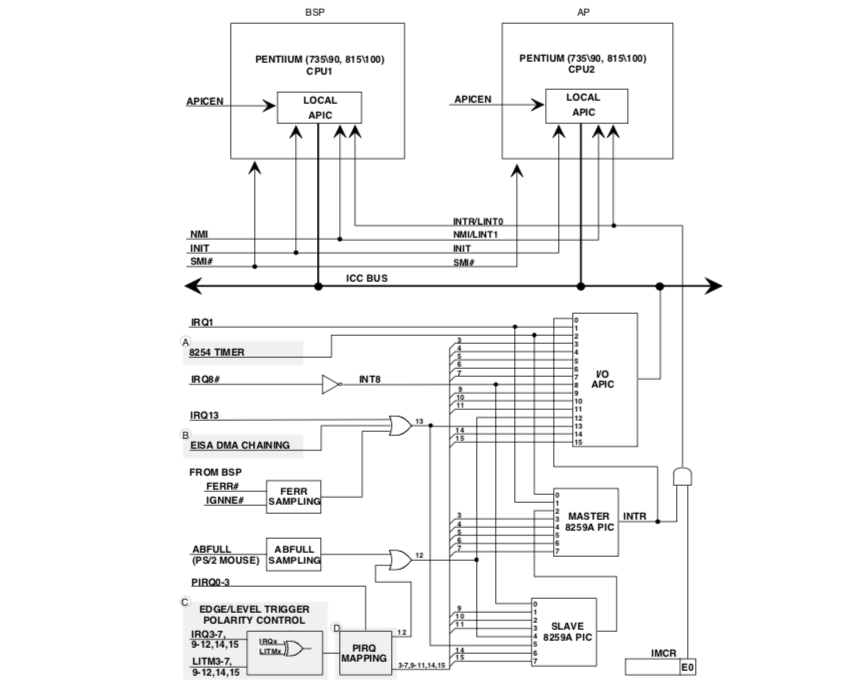 BSP
AP
PENTIIUM (735\90, 815\100)
CPU1
PENTIUM (735\90, 815\100)
CPU2
APICEN
LOCAL
APIC
APICEN
LOCAL
APIC
INTR/LINT0
NMI
NMI/LINT1
INIT
INIT
SMI#
SMI#
ICC BUS
IRQ1
A
8254 TIMER
IRQ8#
INT8
IRQ13
13
B
EISA DMA CHAINING
3
4
5
6
7
9
10
11
14
15
0
1
2
3
4
5
6
7
8
9
10
11
12
13
14
15
I/O
APIC
FROM BSP
FERR#
IGNNE#
FERR
SAMPLING
3
4
5
6
7
0
1
2
3
4
5
6
7
MASTER
8259A PIC
INTR
ABFULL
(PS/2 MOUSE)
ABFULL
SAMPLING
12
PIRQ0-3
C
EDGE/LEVEL TRIGGER
POLARITY CONTROL
IRQ3-7,
9-12,14,15
LITM3-7,
9-12,14,15
IRQx
LITMx
D
PIRQ
MAPPING
12
3-7,9-11,14,15
9
10
11
14
15
0
1
2
3
4
5
6
7
SLAVE
8259A PIC
IMCR
E0